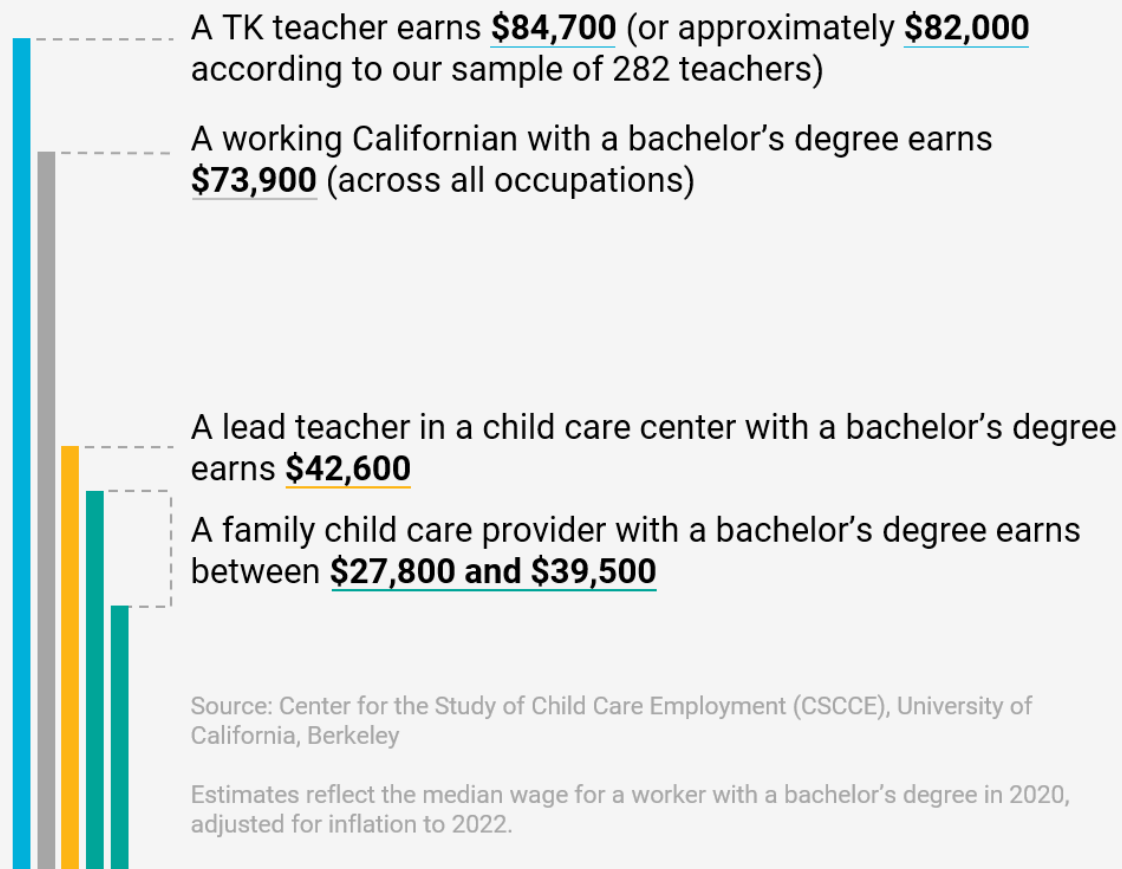 A TK teacher earns $84,700 (or approximately $82,000
according to our sample of 282 teachers)
A working Californian with a bachelor’s degree earns
$73,900 (across all occupations)
A lead teacher in a child care center with a bachelor’s degree
earns $42,600
A family child care provider with a bachelor’s degree earns
between $27,800 and $39,500
Source: Center for the Study of Child Care Employment (CSCCE), University of
California, Berkeley
Estimates reflect the median wage for a worker with a bachelor’s degree in 2020,
adjusted for inflation to 2022.